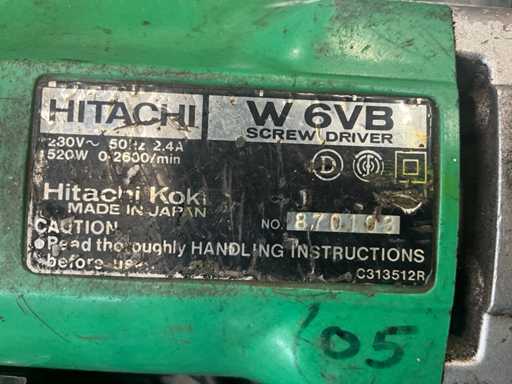 HITACHI
W 6VB
SCREW DRIVER
230V~ 50Hz 2.4A
520W 0-2600/min
Hitachi Koki
MADE IN JAPAN
NO.
CAUTION
Read thoroughly HANDLING INSTRUCTIONS
before use.
C313512R
05